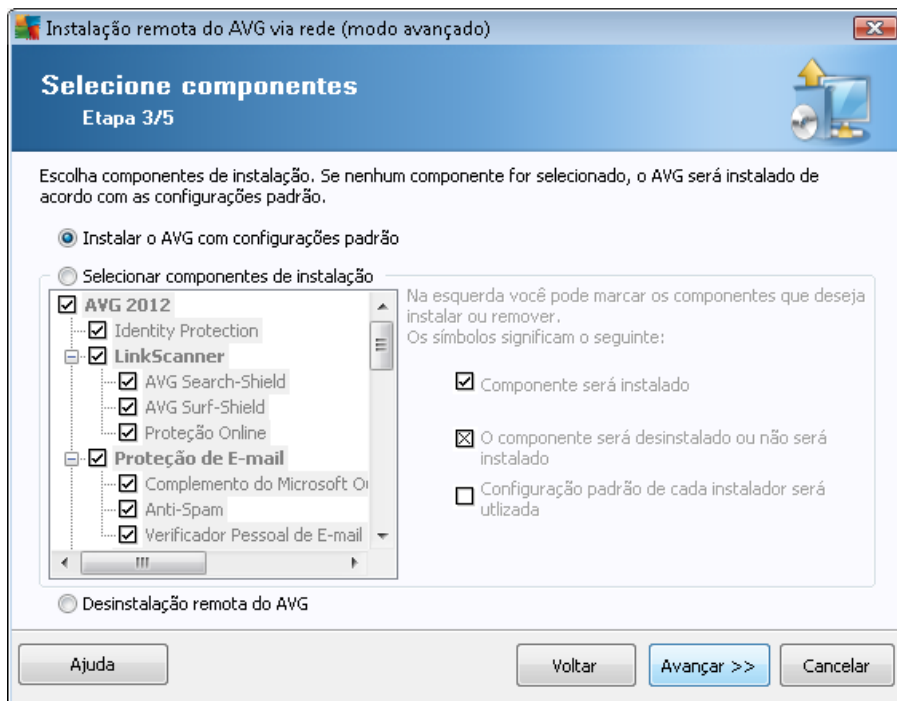 Instalação remota do AVG via rede (modo avançado)
Selecione componentes
Etapa 3/5
Escolha componentes de instalação. Se nenhum componente for selecionado, o AVG será instalado de
acordo com as configurações padrão.
Instalar o AVG com configurações padrão
Selecionar componentes de instalação
AVG 2012
Identity Protection
LinkScanner
AVG Search-Shield
AVG Surf-Shield
Proteção Online
Proteção de E-mail
Complemento do Microsoft
Anti-Spam
Verificador Pessoal de E-mail
Na esquerda você pode marcar os componentes que deseja
instalar ou remover.
Os símbolos significam o seguinte:
Componente será instalado
O componente será desinstalado ou não será
instalado
Configuração padrão de cada instalador será
utlizada
Desinstalação remota do AVG
Ajuda
Voltar
Avançar >>
Cancelar